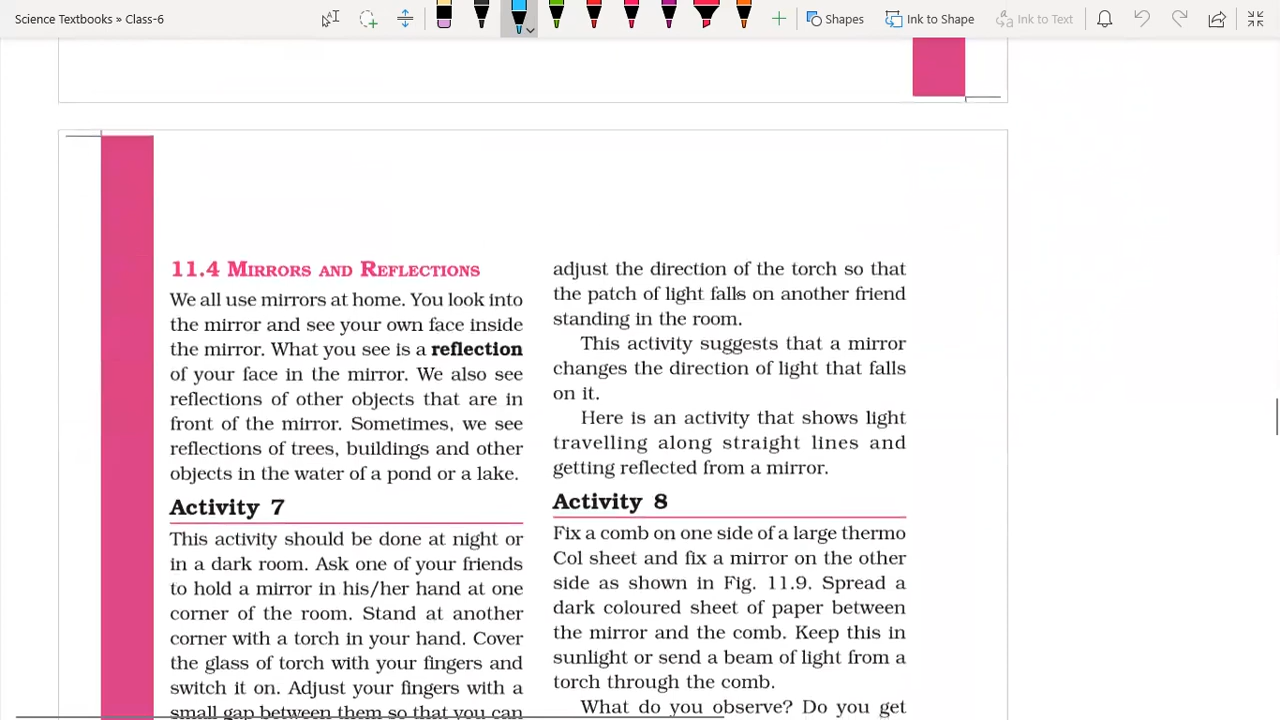 Science Textbooks » Class-6
Shapes
Ink to Shape
Ink to Text
11.4 MIRRORS AND REFLECTIONS
We all use mirrors at home. You look into
the mirror and see your own face inside
the mirror. What you see is a reflection
of your face in the mirror. We also see
reflections of other objects that are in
front of the mirror. Sometimes, we see
reflections of trees, buildings and other
objects in the water of a pond or a lake.
Activity 7
This activity should be done at night or
in a dark room. Ask one of your friends
to hold a mirror in his/her hand at one
corner of the room. Stand at another
corner with a torch in your hand. Cover
the glass of torch with your fingers and
switch it on. Adjust your fingers with a
small gap between them so that you can
adjust the direction of the torch so that
the patch of light falls on another friend
standing in the room.
This activity suggests that a mirror
changes the direction of light that falls
on it.
Here is an activity that shows light
travelling along straight lines and
getting reflected from a mirror.
Activity 8
Fix a comb on one side of a large thermo
Col sheet and fix a mirror on the other
side as shown in Fig. 11.9. Spread a
dark coloured sheet of paper between
the mirror and the comb. Keep this in
sunlight or send a beam of light from a
torch through the comb.
What do you observe? Do you get